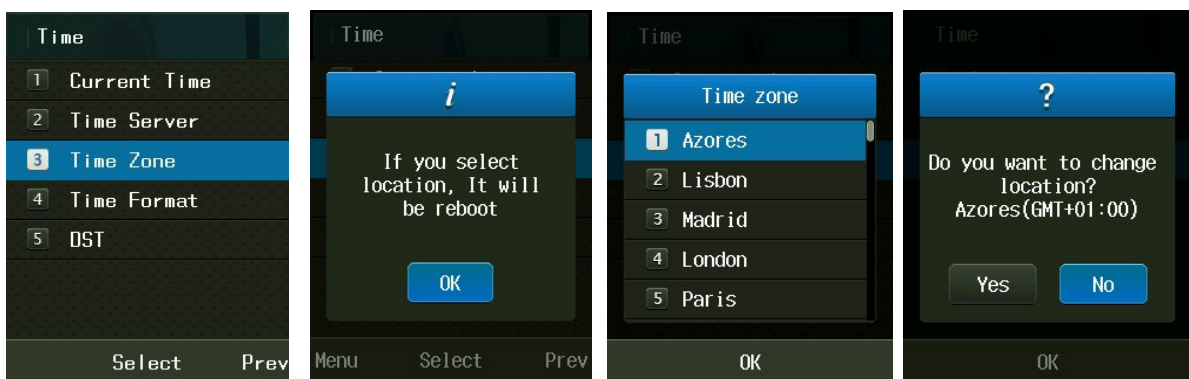 Time
1 Current Time
2 Time Server
3 Time Zone
4 Time Format
5 DST
Select Prev
Time
i
If you select
location, It will
be reboot
OK
Menu Select Prev
Time
Time zone
1 Azores
2 Lisbon
3 Madrid
4 London
5 Paris
OK
Time
?
Do you want to change
location?
Azores(GMT+01:00)
Yes No
OK